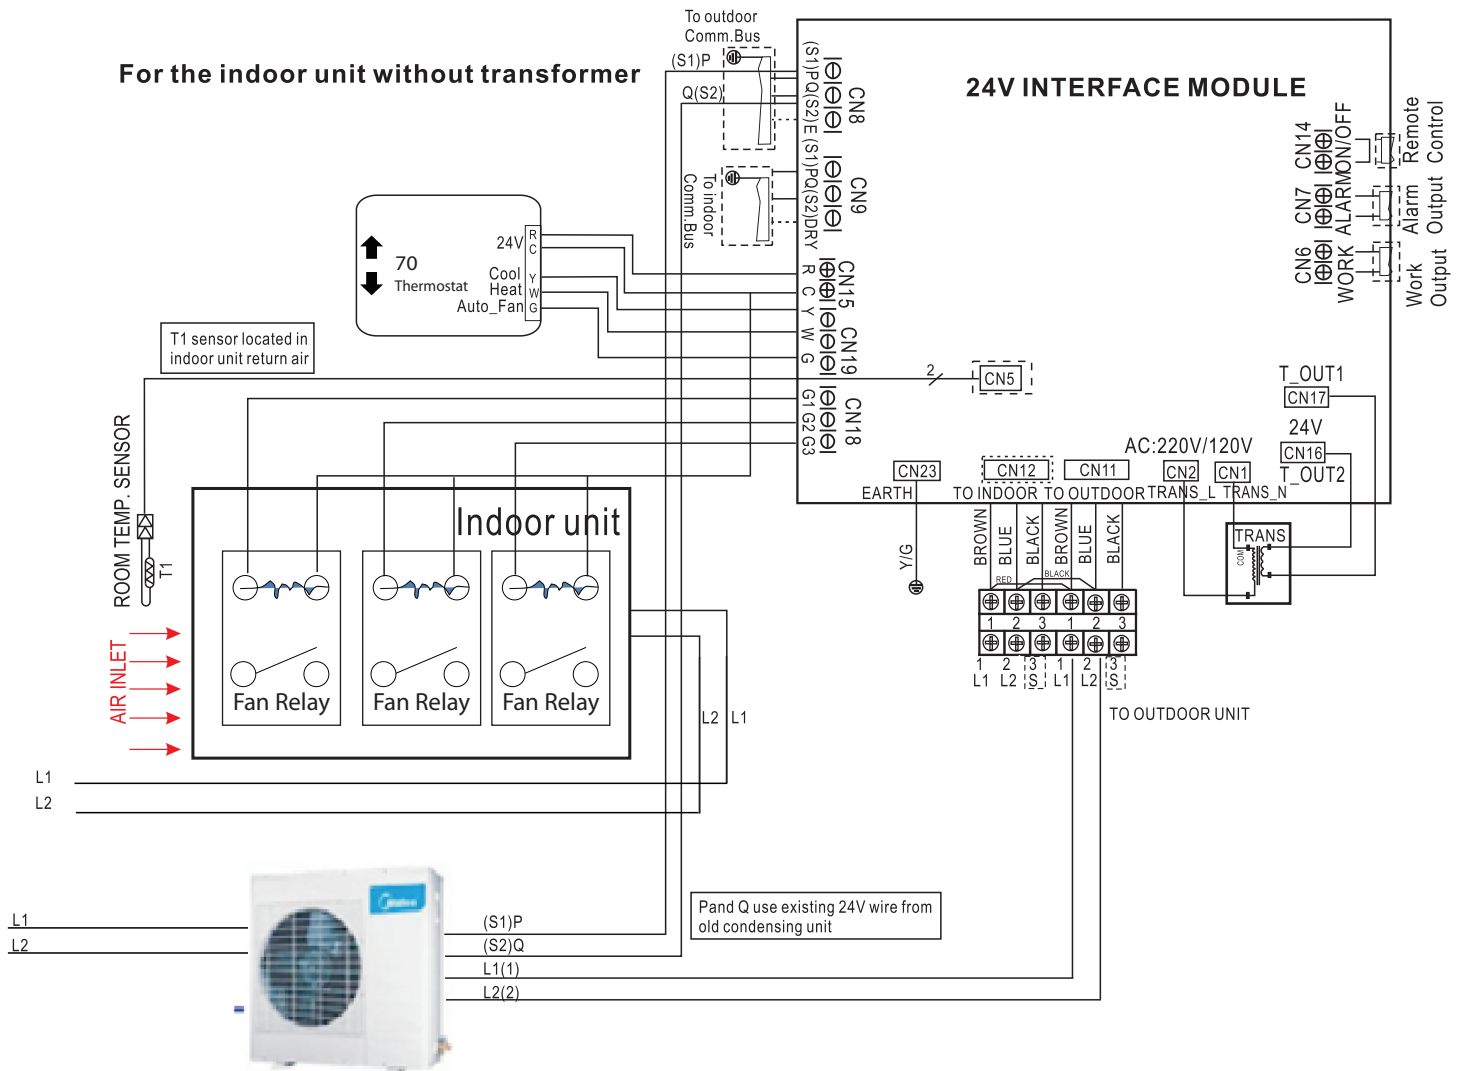 To outdoor
Comm.Bus
For the indoor unit without transformer
(S1)P
Q(S2)
(S1)PQ(S2)E
CN8
24V INTERFACE MODULE
CN14
ON/OFF
Remote
Control
CN7
ALARM
Alarm
Output
CN6
WORK
Work
Output
To indoor
Comm.Bus
(S1)PQ(S2)DRY
CN9
24V
R
C
70
Thermostat
Cool
Y
Heat
W
Auto_Fan
G
R
C
CN15
Y
W
G
CN19
T1 sensor located in
indoor unit return air
2
CN5
G1
G2
G3
CN18
T_OUT1
CN17
24V
CN16
T_OUT2
AC:220V/120V
CN23
CN12
CN11
CN2
CN1
EARTH
TO INDOOR
TO OUTDOOR
TRANS_L
TRANS_N
ROOM TEMP. SENSOR
T1
Indoor unit
Y/G
BROWN
BLUE
BLACK
BROWN
BLUE
BLACK
RED
BLACK
TRANS
COM
1 2 3 1 2 3
1 2 3 1 2 3
L1 L2 S L1 L2 S
TO OUTDOOR UNIT
AIR INLET
Fan Relay
Fan Relay
Fan Relay
L2
L1
L1
L2
Midea
Pand Q use existing 24V wire from
old condensing unit
L1
L2
(S1)P
(S2)Q
L1(1)
L2(2)